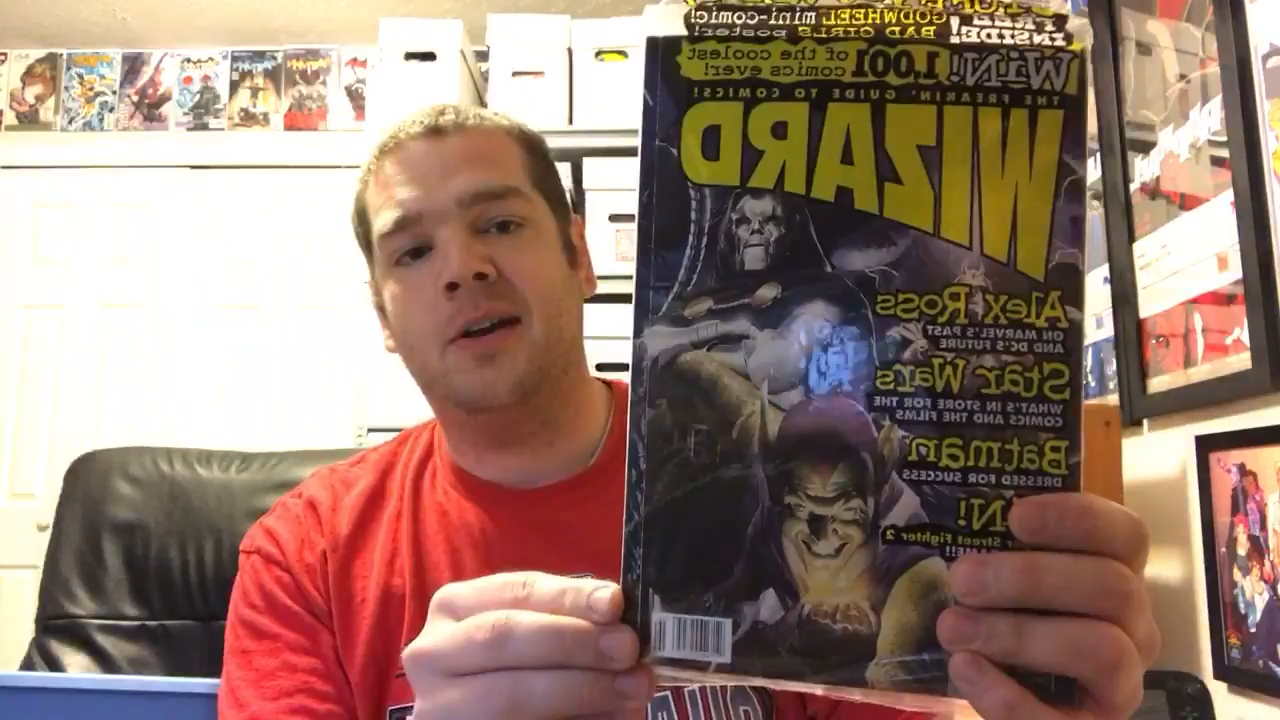 FREE INSIDE!
GODWHEEL mini-comic!
BAD GIRLS poster!
WIN! 1,001 of the coolest comics ever!
THE FREAKIN' GUIDE TO COMICS!
WIZARD
Alex Ross
ON MARVEL'S PAST
AND DC'S FUTURE
Star Wars
WHAT'S IN STORE FOR THE
COMICS AND THE FILMS
Batman
DRESSED FOR SUCCESS
Street Fighter 2